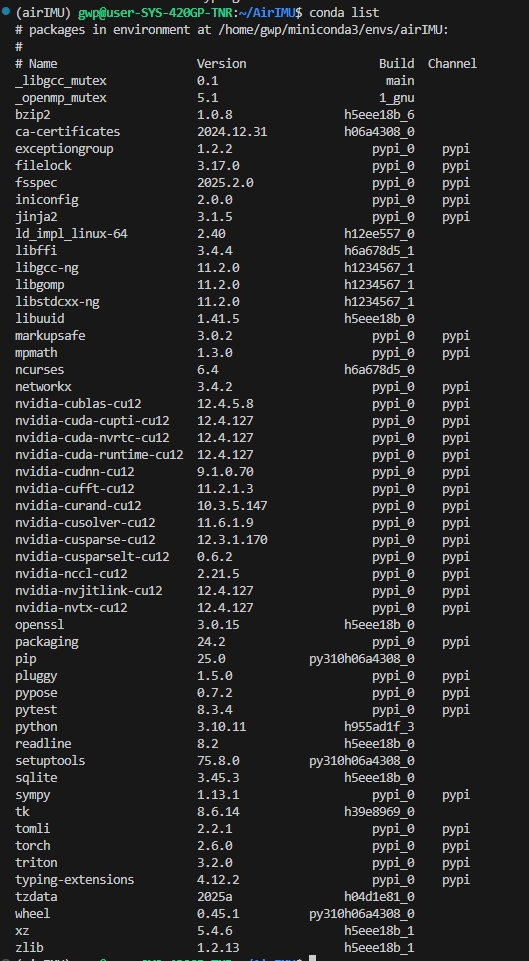 (airIMU) gwp@user-SYS-420GP-TNR:~/AirIMU$ conda list
# packages in environment at /home/gwp/miniconda3/envs/airIMU:
#
# Name Version Build Channel
_libgcc_mutex 0.1 main
_openmp_mutex 5.1 1_gnu
bzip2 1.0.8 h5eee18b_6
ca-certificates 2024.12.31 h06a4308_0
exceptiongroup 1.2.2 pypi_0 pypi
filelock 3.17.0 pypi_0 pypi
fsspec 2025.2.0 pypi_0 pypi
iniconfig 2.0.0 pypi_0 pypi
jinja2 3.1.5 pypi_0 pypi
ld_impl_linux-64 2.40 h12ee557_0
libffi 3.4.4 h6a678d5_1
libgcc-ng 11.2.0 h1234567_1
libgomp 11.2.0 h1234567_1
libstdcxx-ng 11.2.0 h1234567_1
libuuid 1.41.5 h5eee18b_0
markupsafe 3.0.2 pypi_0 pypi
mpmath 1.3.0 pypi_0 pypi
ncurses 6.4 h6a678d5_0
networkx 3.4.2 pypi_0 pypi
nvidia-cublas-cu12 12.4.5.8 pypi_0 pypi
nvidia-cuda-cupti-cu12 12.4.127 pypi_0 pypi
nvidia-cuda-nvrtc-cu12 12.4.127 pypi_0 pypi
nvidia-cuda-runtime-cu12 12.4.127 pypi_0 pypi
nvidia-cudnn-cu12 9.1.0.70 pypi_0 pypi
nvidia-cufft-cu12 11.2.1.3 pypi_0 pypi
nvidia-curand-cu12 10.3.5.147 pypi_0 pypi
nvidia-cusolver-cu12 11.6.1.9 pypi_0 pypi
nvidia-cusparse-cu12 12.3.1.170 pypi_0 pypi
nvidia-cusparselt-cu12 0.6.2 pypi_0 pypi
nvidia-nccl-cu12 2.21.5 pypi_0 pypi
nvidia-nvjitlink-cu12 12.4.127 pypi_0 pypi
nvidia-nvtx-cu12 12.4.127 pypi_0 pypi
openssl 3.0.15 h5eee18b_0
packaging 24.2 pypi_0 pypi
pip 25.0 py310h06a4308_0
pluggy 1.5.0 pypi_0 pypi
pypose 0.7.2 pypi_0 pypi
pytest 8.3.4 pypi_0 pypi
python 3.10.11 h955ad1f_3
readline 8.2 h5eee18b_0
setuptools 75.8.0 py310h06a4308_0
sqlite 3.45.3 h5eee18b_0
sympy 1.13.1 pypi_0 pypi
tk 8.6.14 h39e8969_0
tomli 2.2.1 pypi_0 pypi
torch 2.6.0 pypi_0 pypi
triton 3.2.0 pypi_0 pypi
typing-extensions 4.12.2 pypi_0 pypi
tzdata 2025a h04d1e81_0
wheel 0.45.1 py310h06a4308_0
xz 5.4.6 h5eee18b_1
zlib 1.2.13 h5eee18b_1